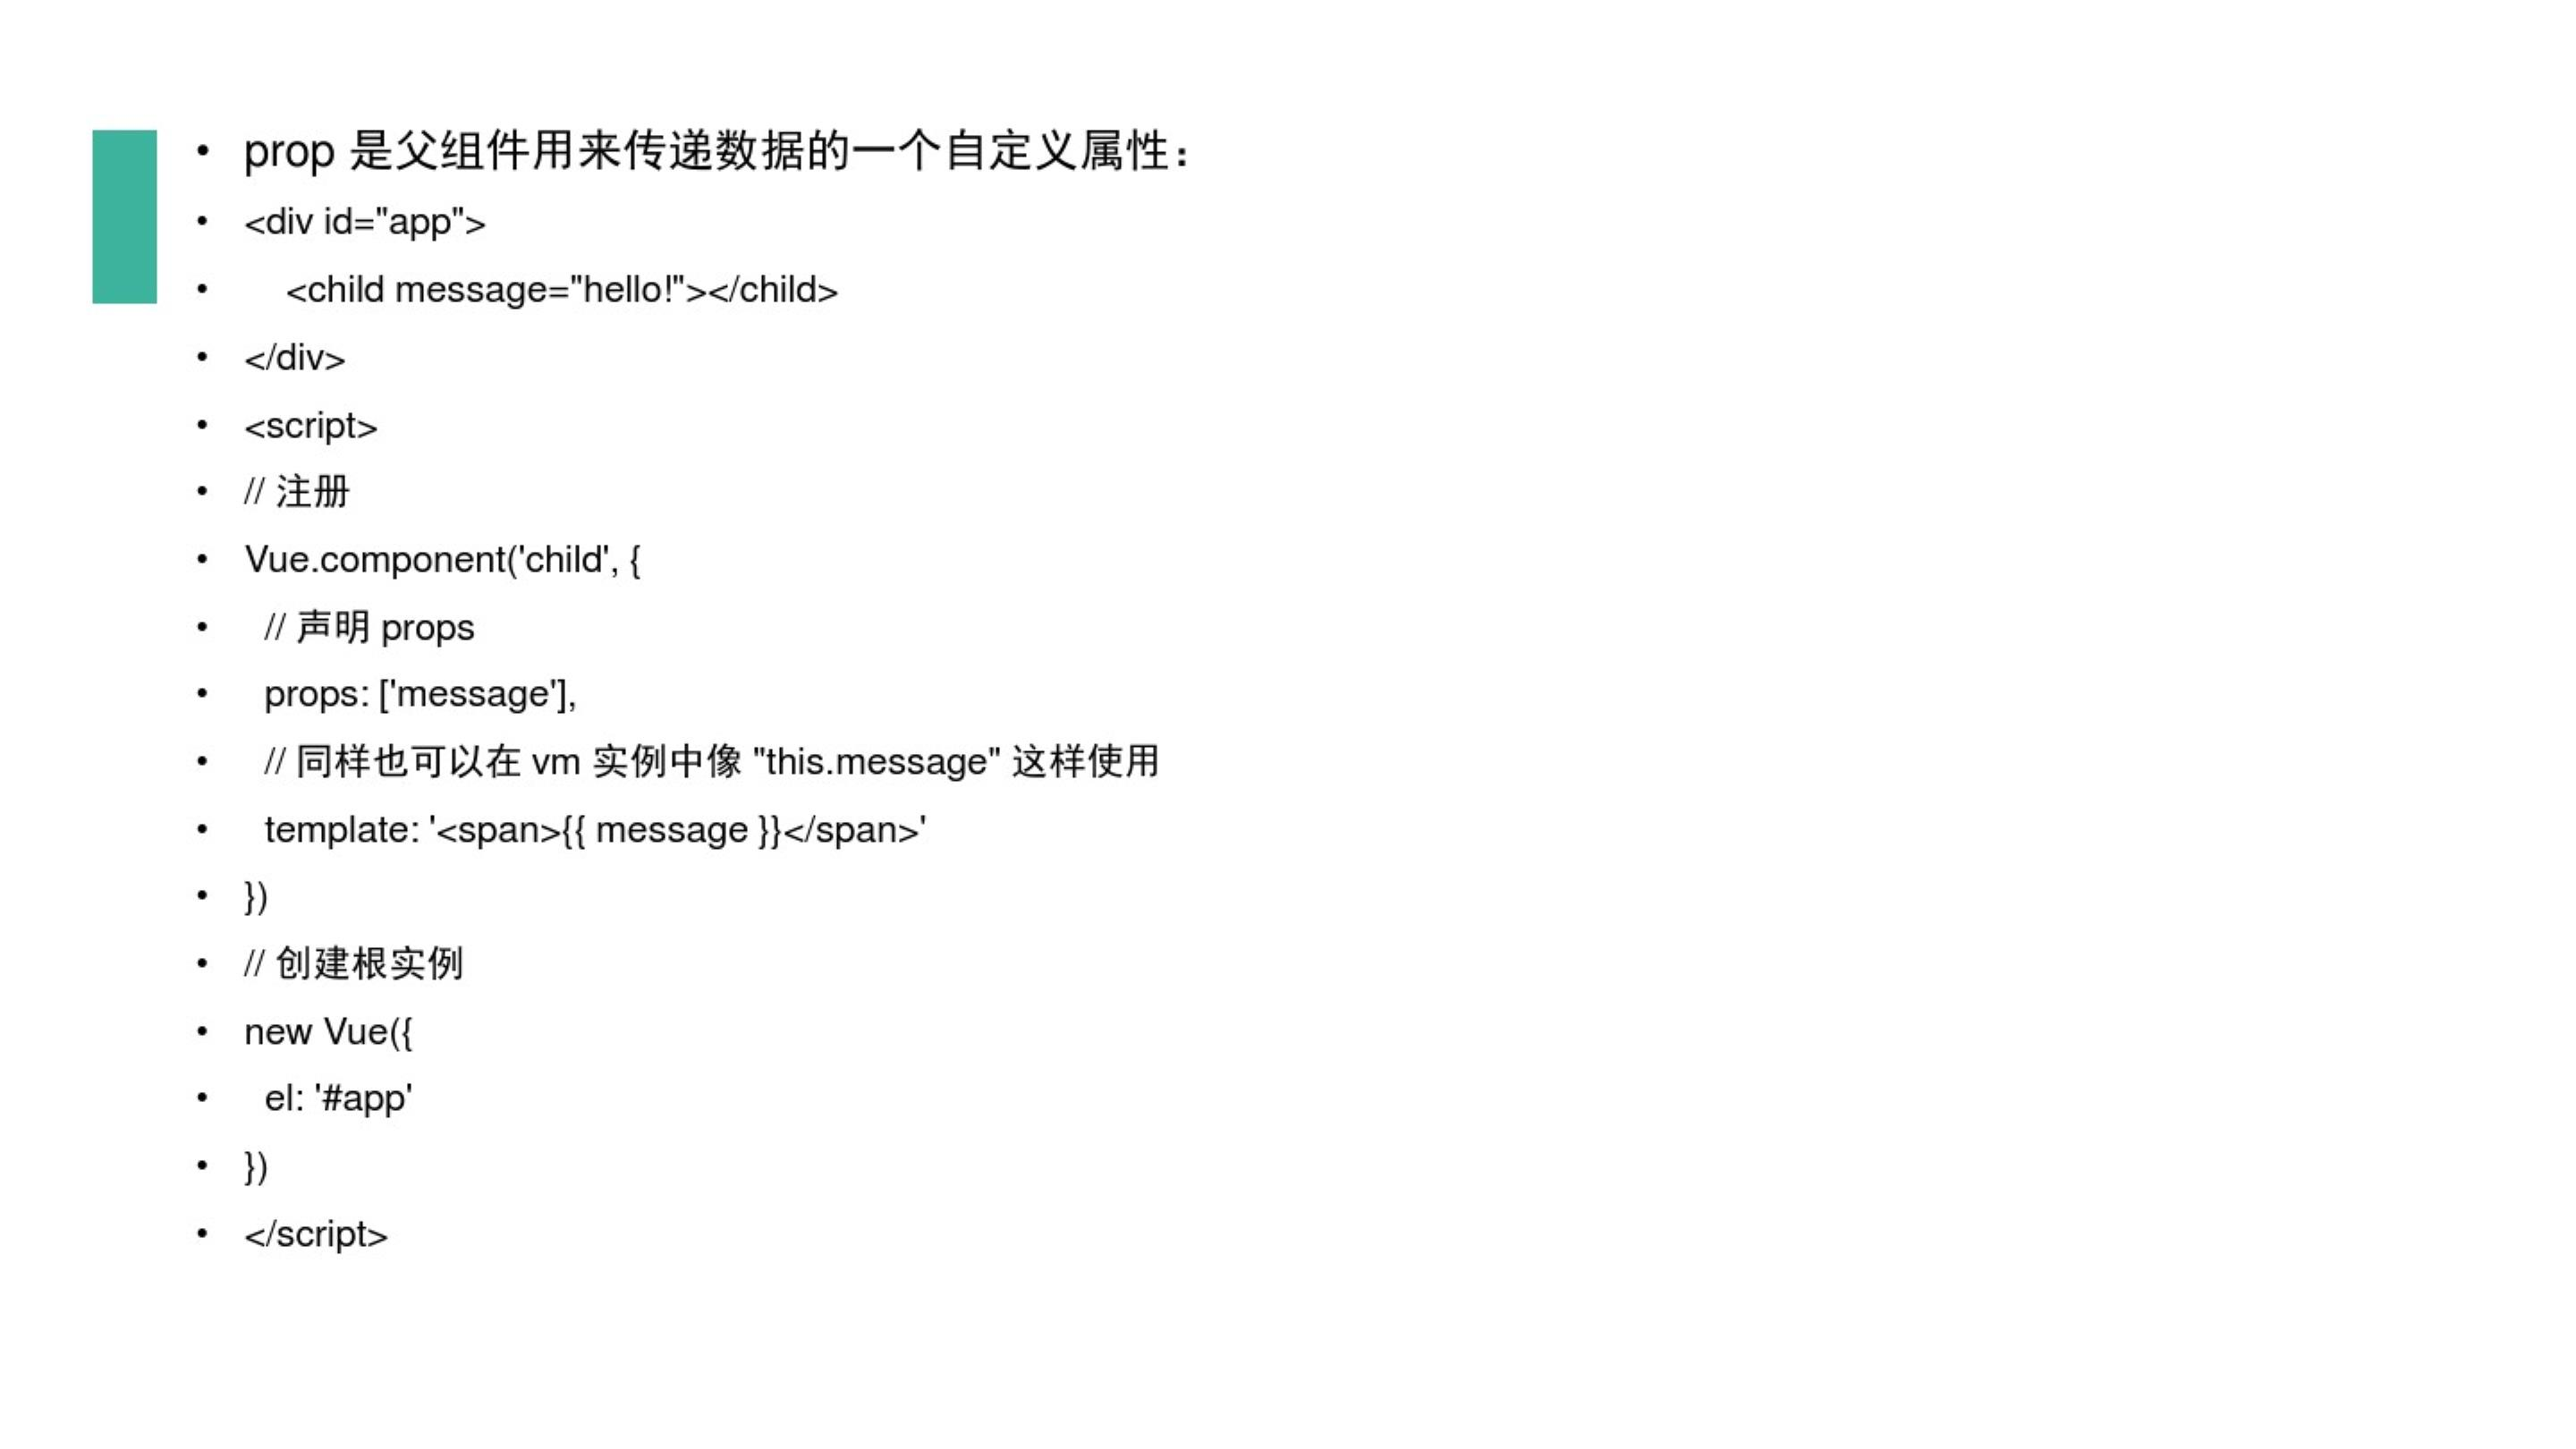 • prop 是父组件用来传递数据的一个自定义属性：
• <div id="app">
•     <child message="hello!"></child>
• </div>
• <script>
• // 注册
• Vue.component('child', {
•   // 声明 props
•   props: ['message'],
•   // 同样也可以在 vm 实例中像 "this.message" 这样使用
•   template: '<span>{{ message }}</span>'
• })
• // 创建根实例
• new Vue({
•   el: '#app'
• })
• </script>